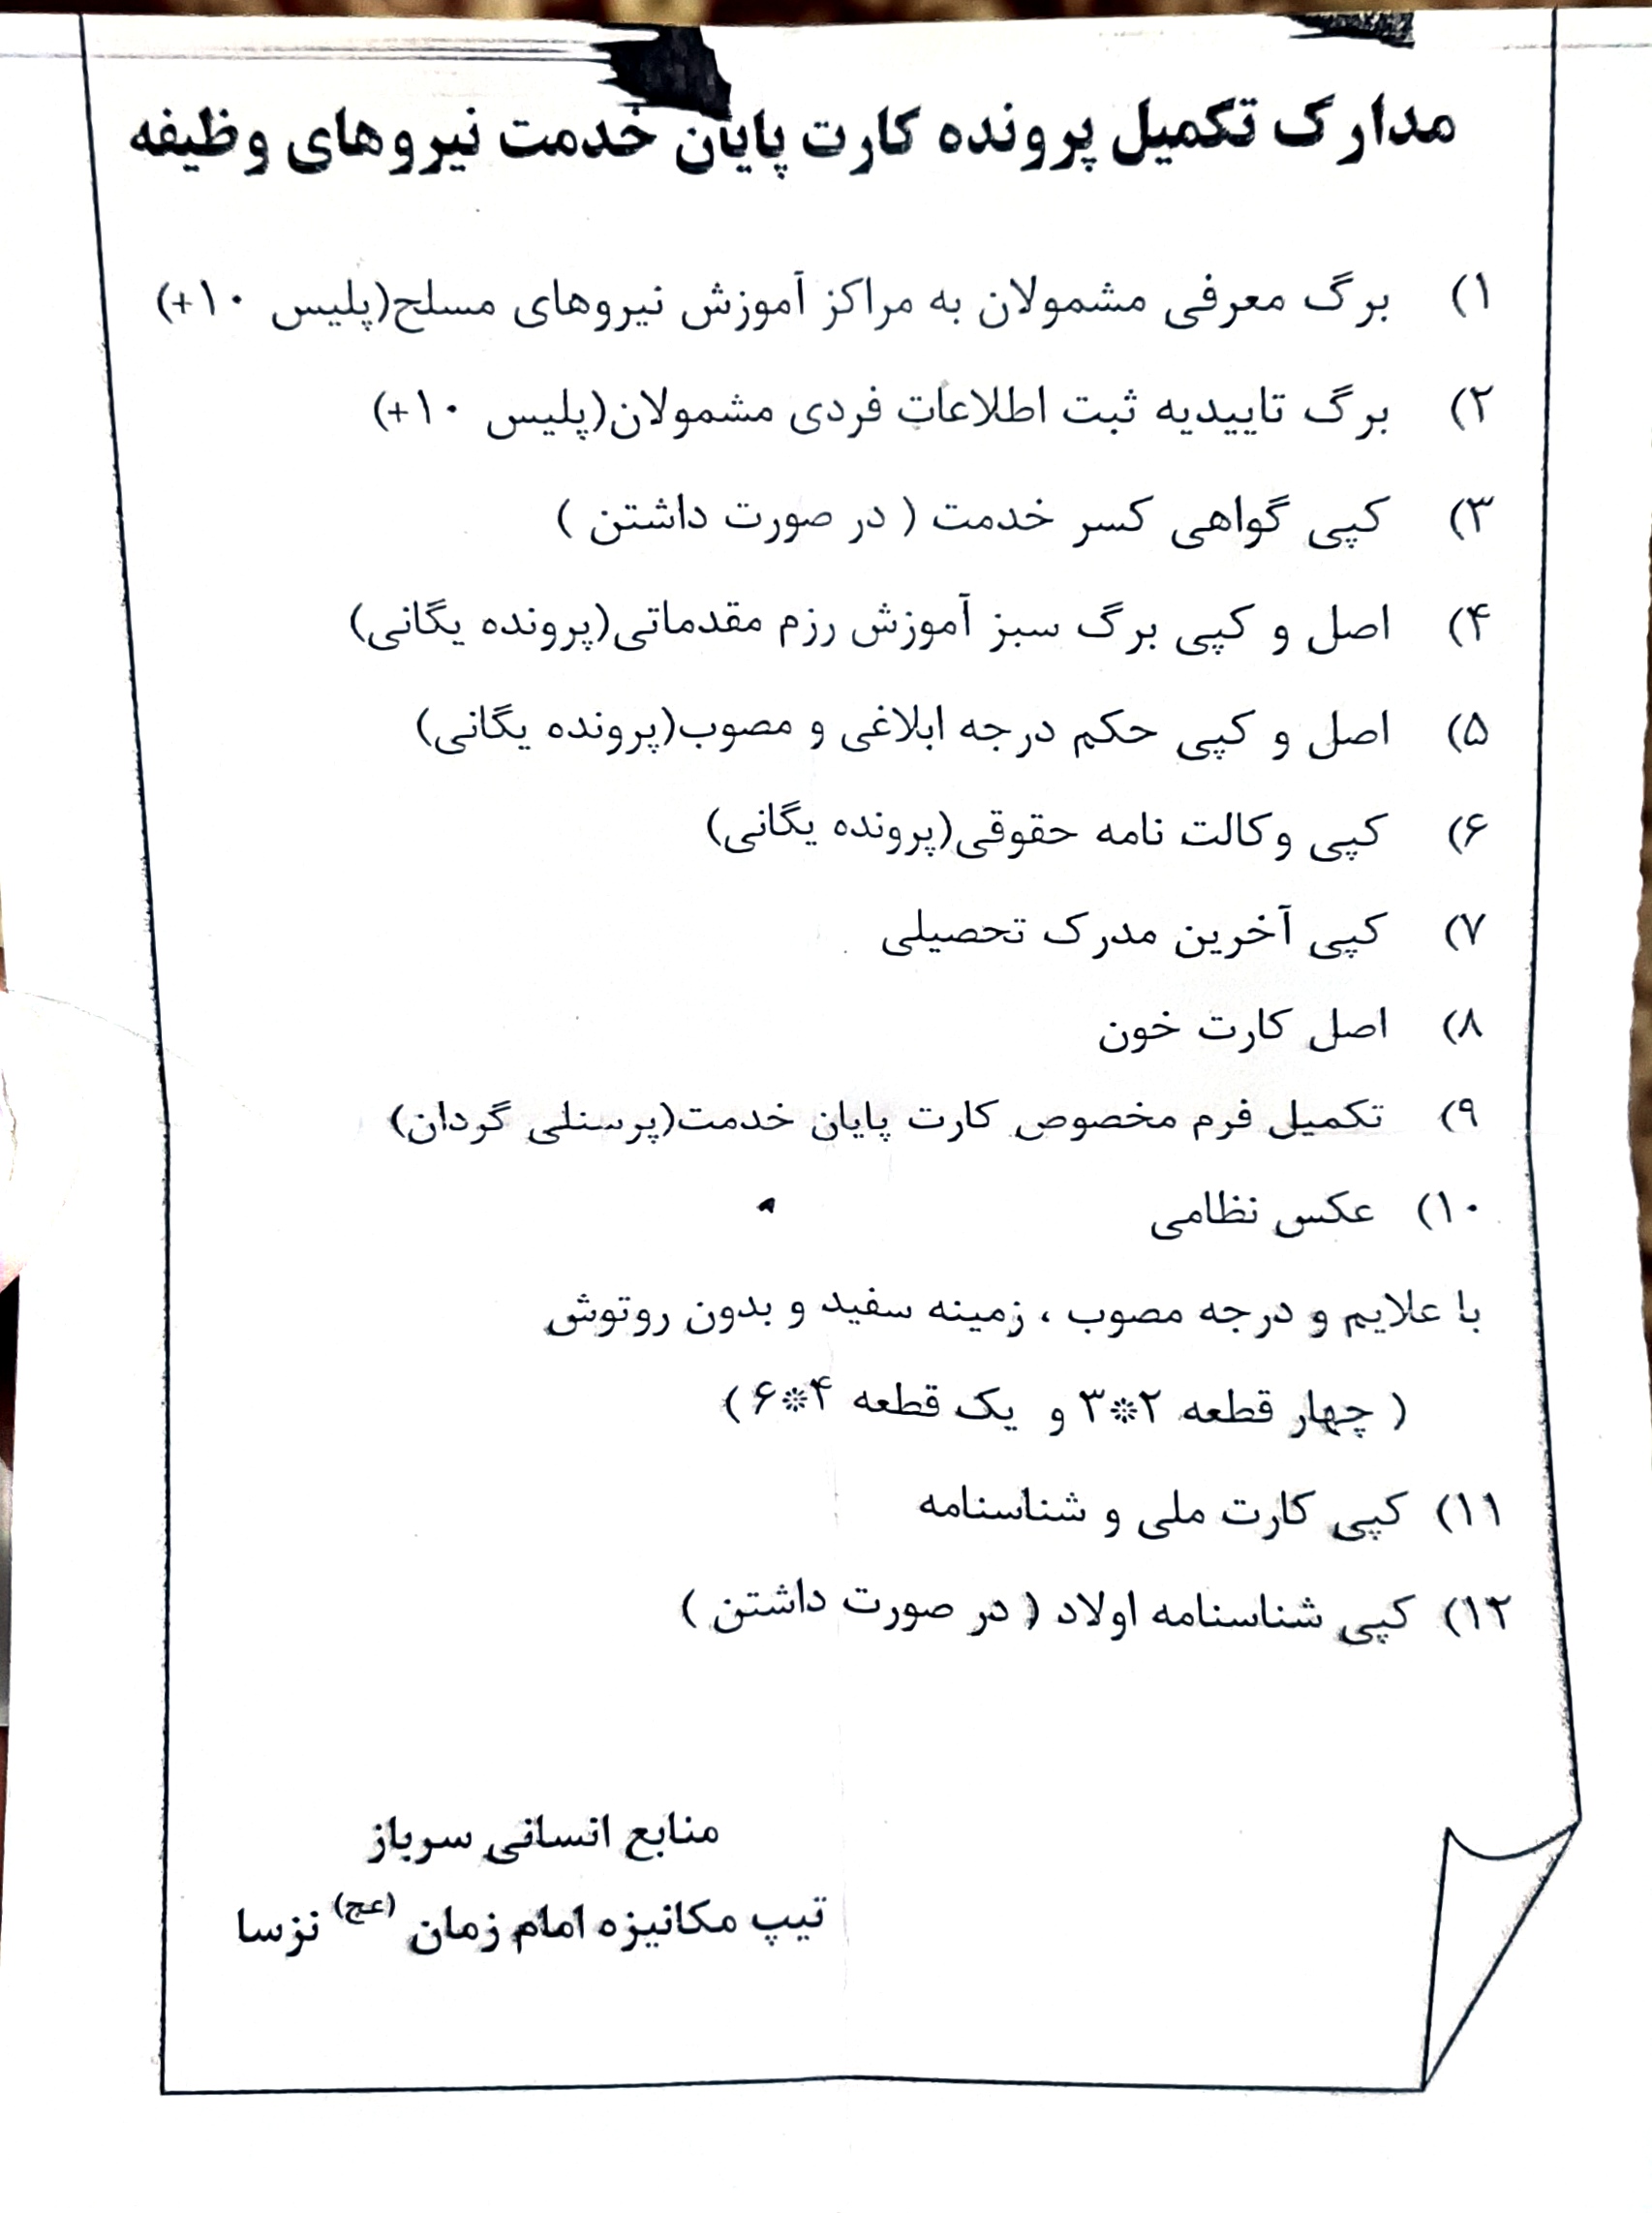 مدارک تکمیل پرونده کارت پایان خدمت نیروهای وظیفه
۱) برگ معرفی مشمولان به مراکز آموزش نیروهای مسلح(پلیس ۱۰+)
۲) برگ تاییدیه ثبت اطلاعات فردی مشمولان(پلیس ۱۰+)
۳) کپی گواهی کسر خدمت ( در صورت داشتن )
۴) اصل و کپی برگ سبز آموزش رزم مقدماتی(پرونده یگانی)
۵) اصل و کپی حکم درجه ابلاغی و مصوب(پرونده یگانی)
۶) کپی وکالت نامه حقوقی(پرونده یگانی)
۷) کپی آخرین مدرک تحصیلی
۸) اصل کارت خون
۹) تکمیل فرم مخصوص کارت پایان خدمت(پرسنلی گردان)
۱۰) عکس نظامی
با علایم و درجه مصوب ، زمینه سفید و بدون روتوش
( چهار قطعه ۲*۳ و یک قطعه ۴*۶ )
۱۱) کپی کارت ملی و شناسنامه
۱۲) کپی شناسنامه اولاد ( در صورت داشتن )
منابع انسانی سرباز
تیپ مکانیزه امام زمان (عج) نزسا